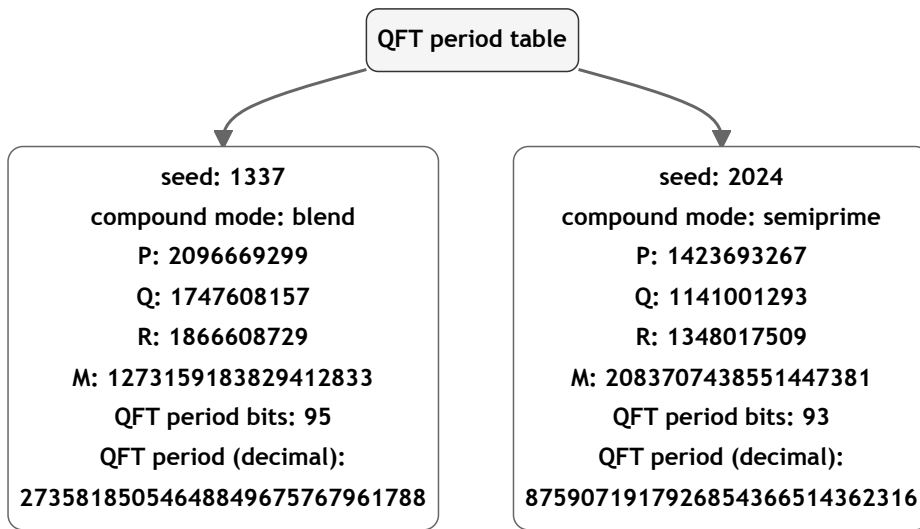 QFT period table
seed: 1337
compound mode: blend
P: 2096669299
Q: 1747608157
R: 1866608729
M: 1273159183829412833
QFT period bits: 95
QFT period (decimal):
27358185054648849675767961788
seed: 2024
compound mode: semiprime
P: 1423693267
Q: 1141001293
R: 1348017509
M: 2083707438551447381
QFT period bits: 93
QFT period (decimal):
8759071917926854366514362316